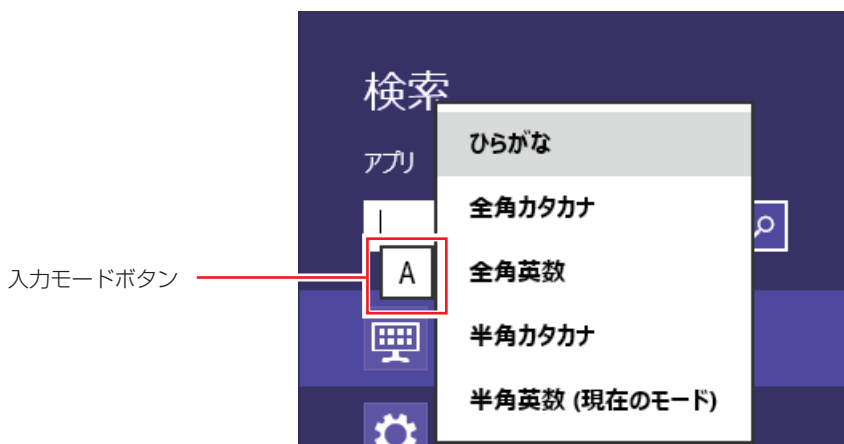 検索
アプリ
ひらがな
全角カタカナ
入力モードボタン
A
全角英数
半角カタカナ
半角英数 (現在のモード)